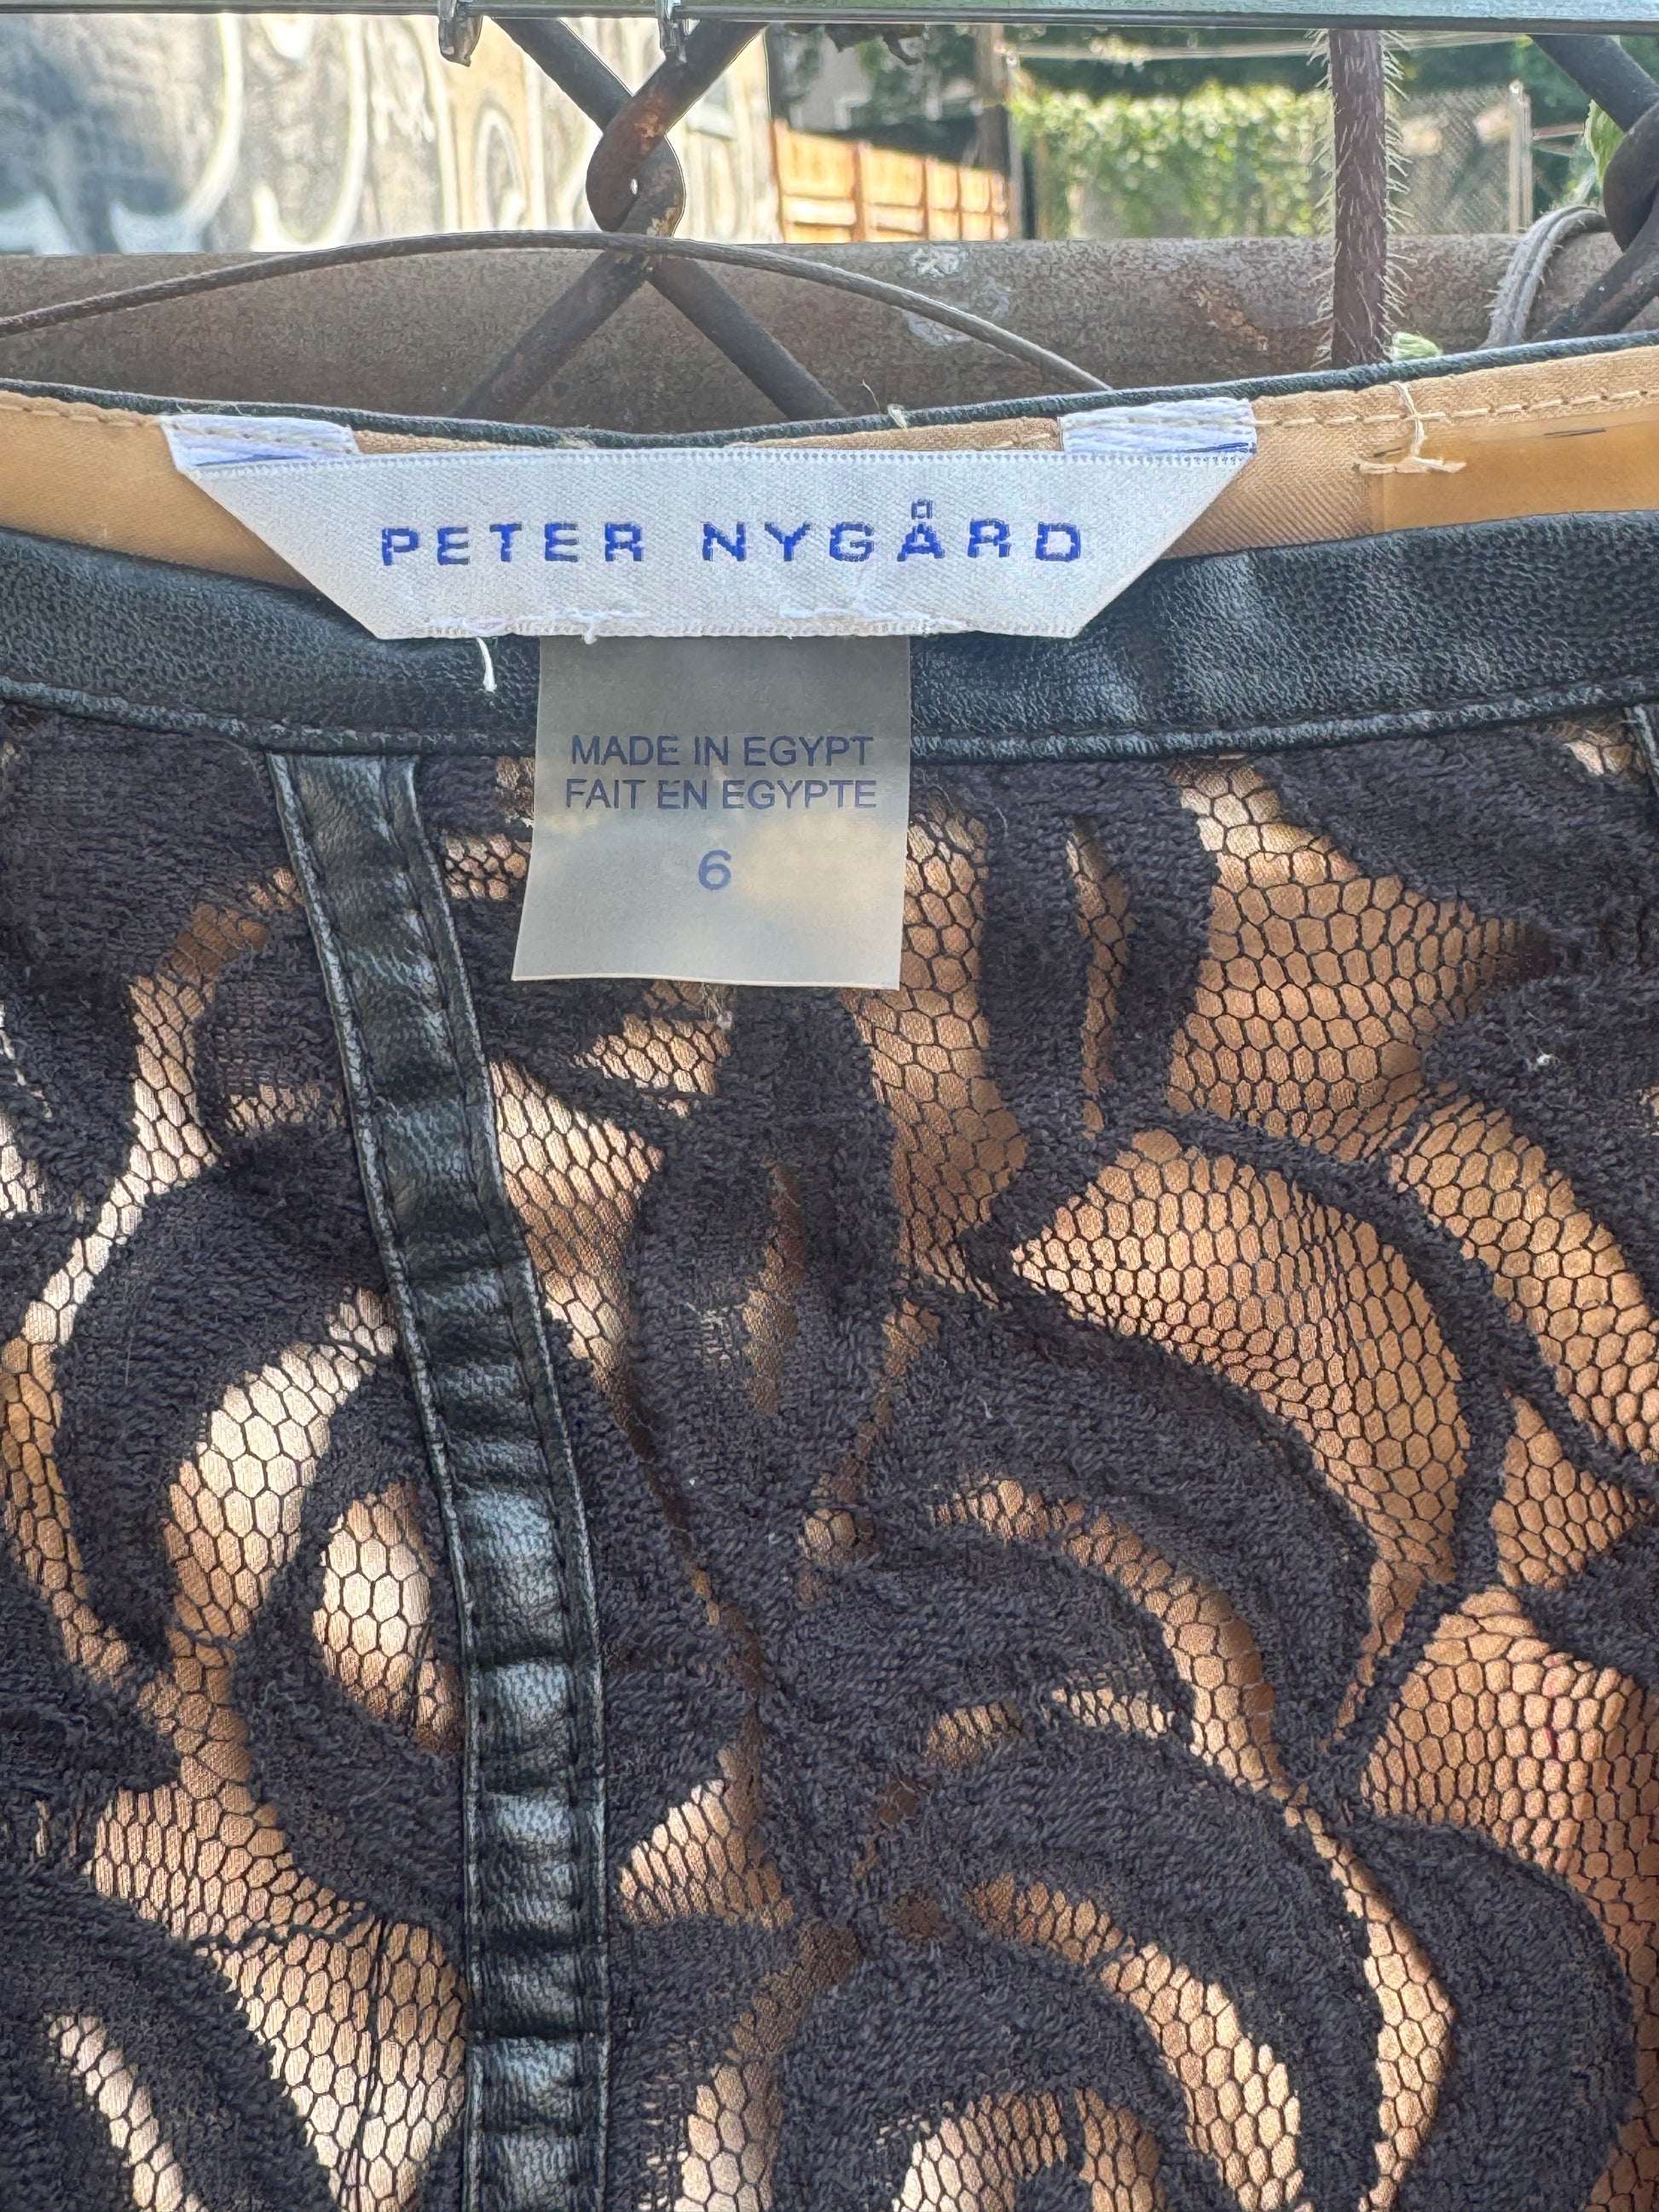 PETER NYGÅRD
MADE IN EGYPT
FAIT EN EGYPTE
6